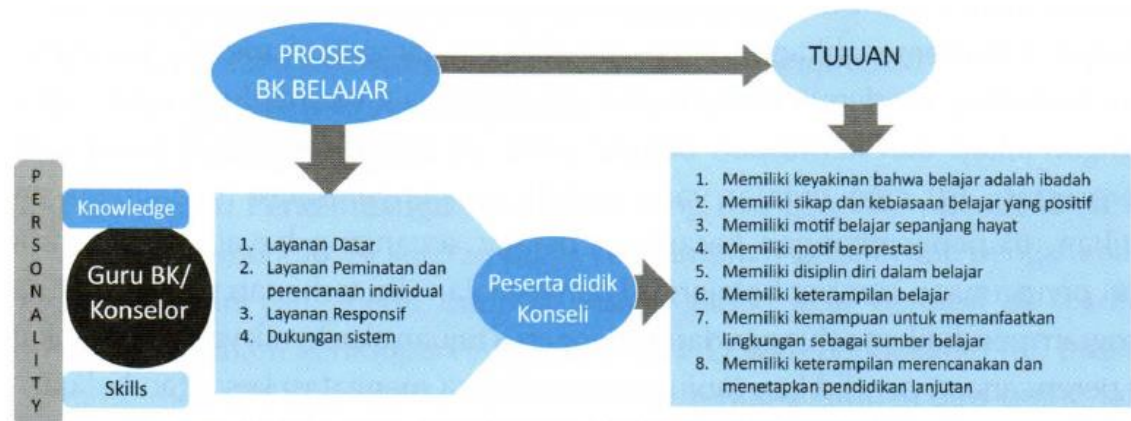 PROSES
BK BELAJAR
TUJUAN
PERSONALITY
Knowledge
Guru BK/
Konselor
Skills
1. Layanan Dasar
2. Layanan Peminatan dan
perencanaan individual
3. Layanan Responsif
4. Dukungan sistem
Peserta didik
Konseli
1. Memiliki keyakinan bahwa belajar adalah ibadah
2. Memiliki sikap dan kebiasaan belajar yang positif
3. Memiliki motif belajar sepanjang hayat
4. Memiliki motif berprestasi
5. Memiliki disiplin diri dalam belajar
6. Memiliki keterampilan belajar
7. Memiliki kemampuan untuk memanfaatkan
lingkungan sebagai sumber belajar
8. Memiliki keterampilan merencanakan dan
menetapkan pendidikan lanjutan